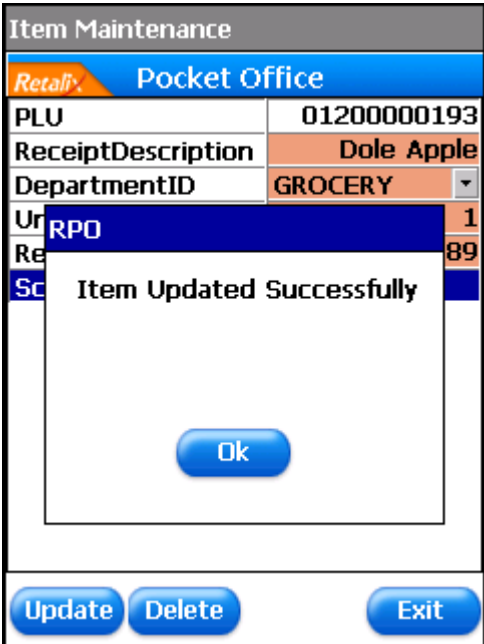 Item Maintenance
Retalix Pocket Office
PLU 01200000193
ReceiptDescription Dole Apple
DepartmentID GROCERY
1
89
RPO
Item Updated Successfully
Ok
Update Delete Exit